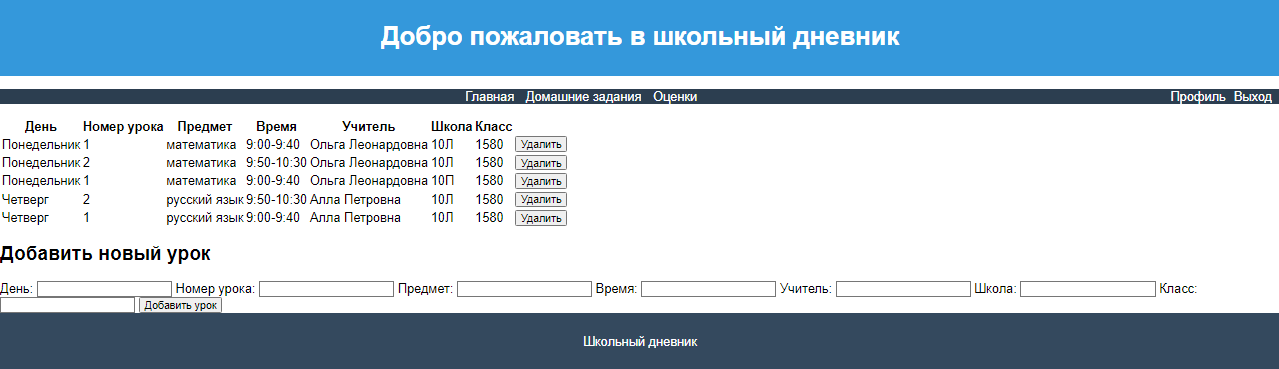 Добро пожаловать в школьный дневник
Главная Домашние задания Оценки Профиль Выход
День Номер урока Предмет Время Учитель Школа Класс
Понедельник 1 математика 9:00-9:40 Ольга Леонардовна 10Л 1580 Удалить
Понедельник 2 математика 9:50-10:30 Ольга Леонардовна 10Л 1580 Удалить
Понедельник 1 математика 9:00-9:40 Ольга Леонардовна 10П 1580 Удалить
Четверг 2 русский язык 9:50-10:30 Алла Петровна 10Л 1580 Удалить
Четверг 1 русский язык 9:00-9:40 Алла Петровна 10Л 1580 Удалить
Добавить новый урок
День: Номер урока: Предмет: Время: Учитель: Школа: Класс:
Добавить урок
Школьный дневник